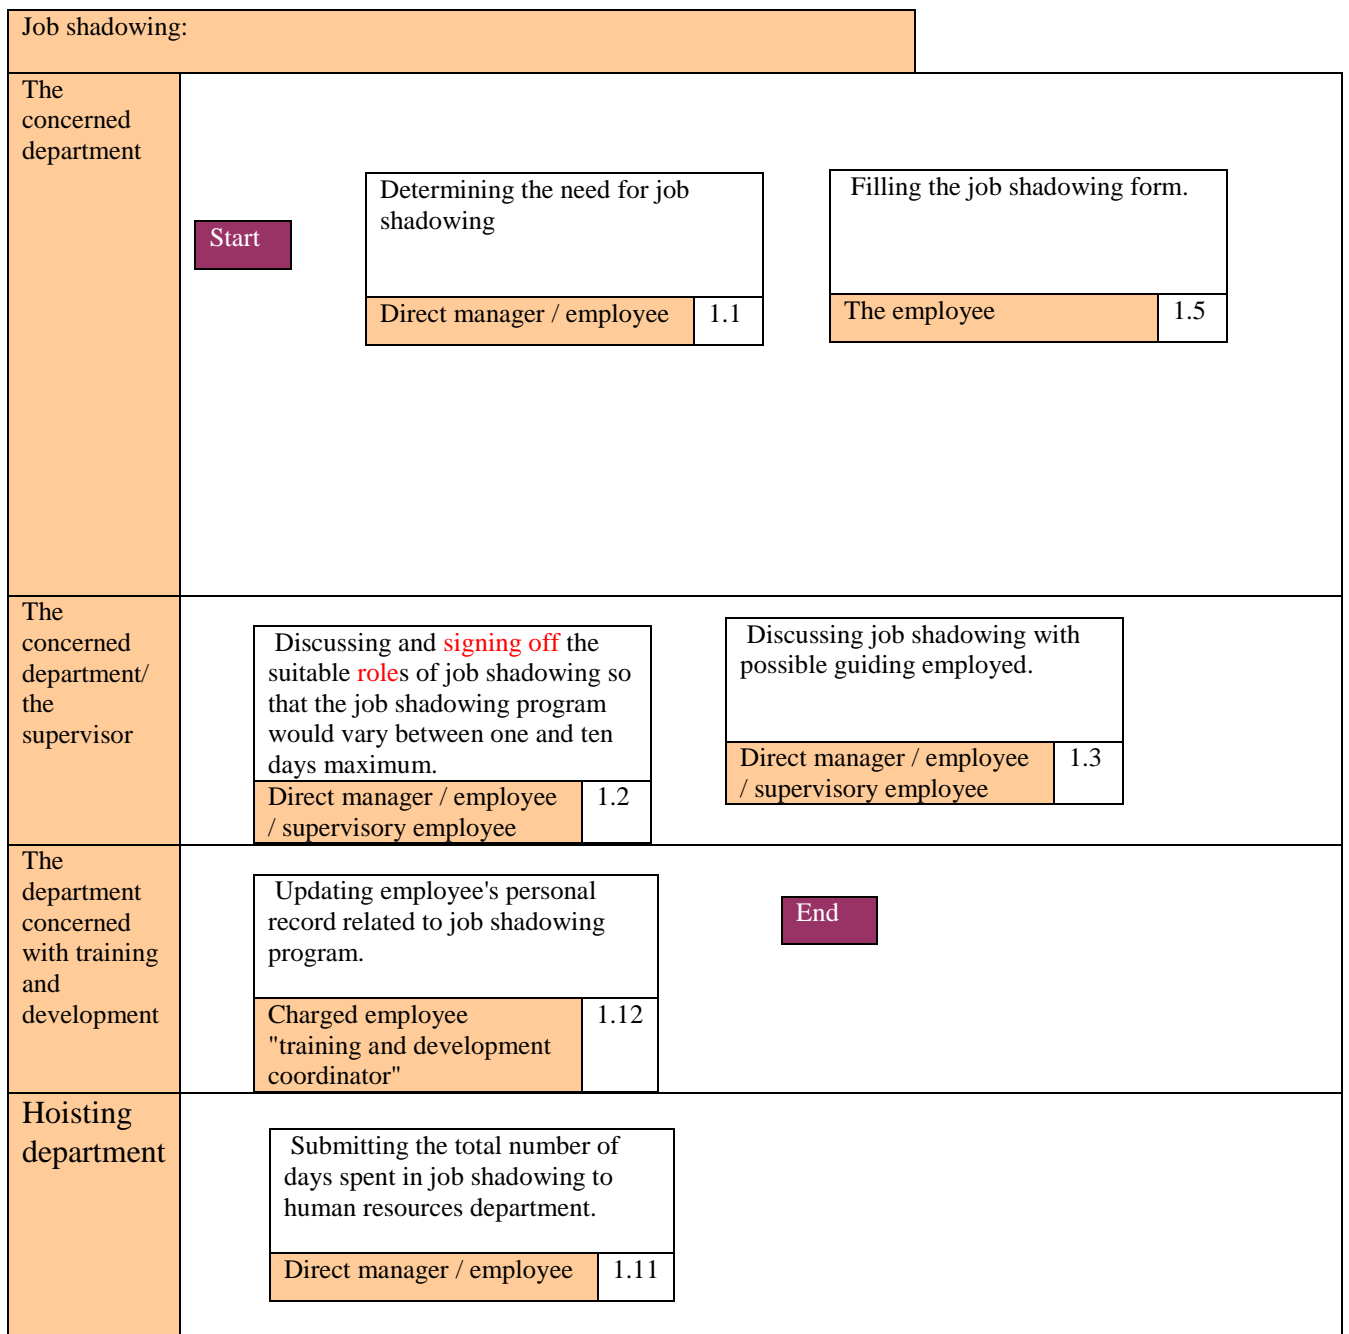 Job shadowing:
The
concerned
department
Start
Determining the need for job
shadowing
Direct manager / employee
1.1
Filling the job shadowing form.
The employee
1.5
The
concerned
department/
the
supervisor
Discussing and signing off the
suitable roles of job shadowing so
that the job shadowing program
would vary between one and ten
days maximum.
Direct manager / employee
/ supervisory employee
1.2
Discussing job shadowing with
possible guiding employed.
Direct manager / employee
/ supervisory employee
1.3
The
department
concerned
with training
and
development
Updating employee's personal
record related to job shadowing
program.
Charged employee
"training and development
coordinator"
1.12
End
Hoisting
department
Submitting the total number of
days spent in job shadowing to
human resources department.
Direct manager / employee
1.11